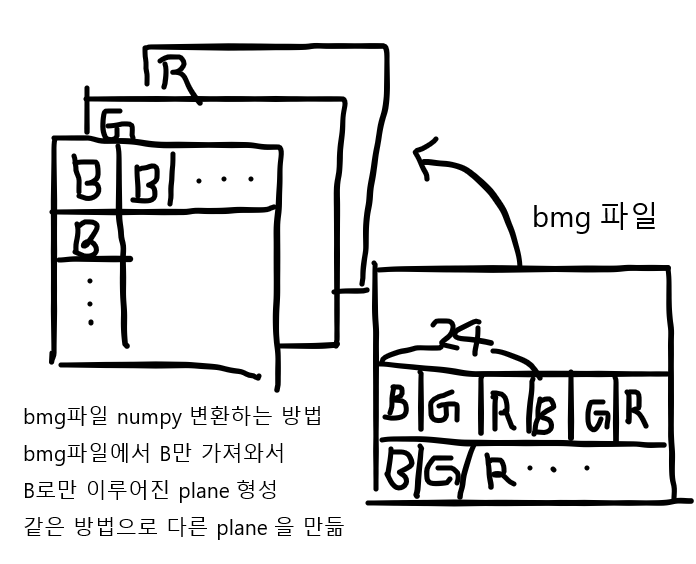 R
G
B B . . .
B
.
.
.
bmg 파일
24
B G R B G R
B G R . . .
bmg파일 numpy 변환하는 방법
bmg파일에서 B만 가져와서
B로만 이루어진 plane 형성
같은 방법으로 다른 plane 을 만듦